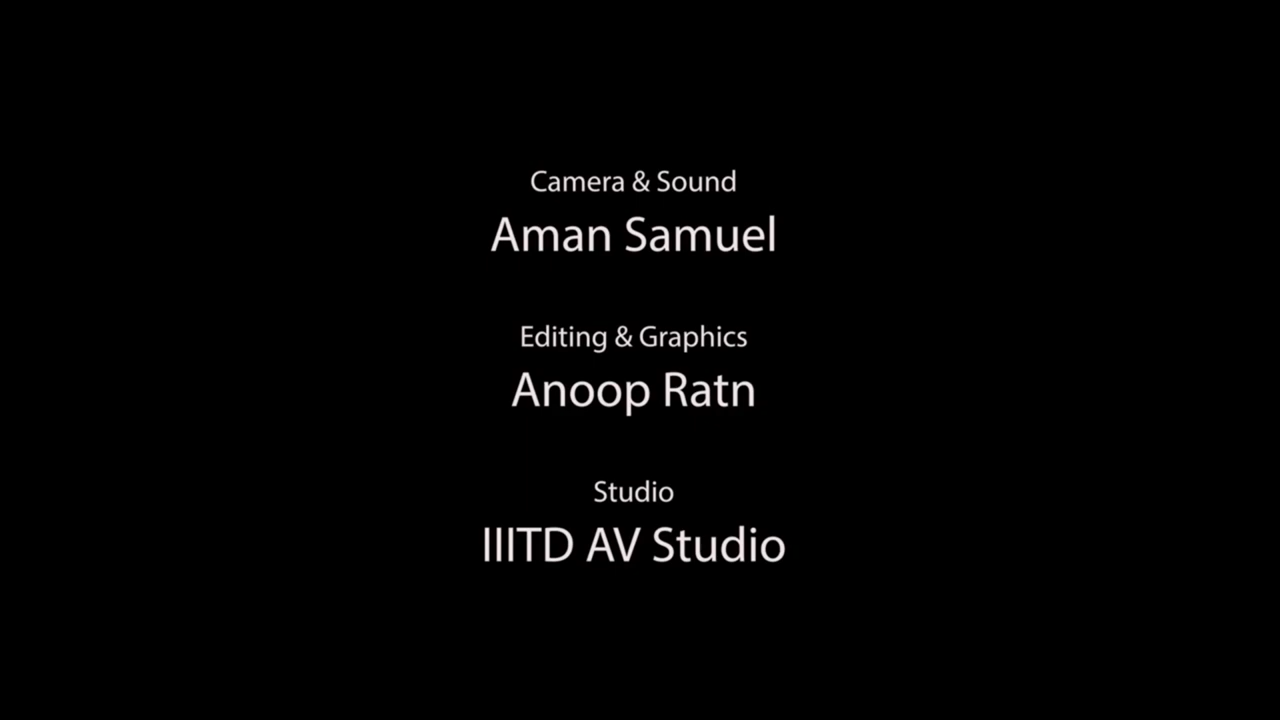 Camera & Sound
Aman Samuel
Editing & Graphics
Anoop Ratn
Studio
IIITD AV Studio